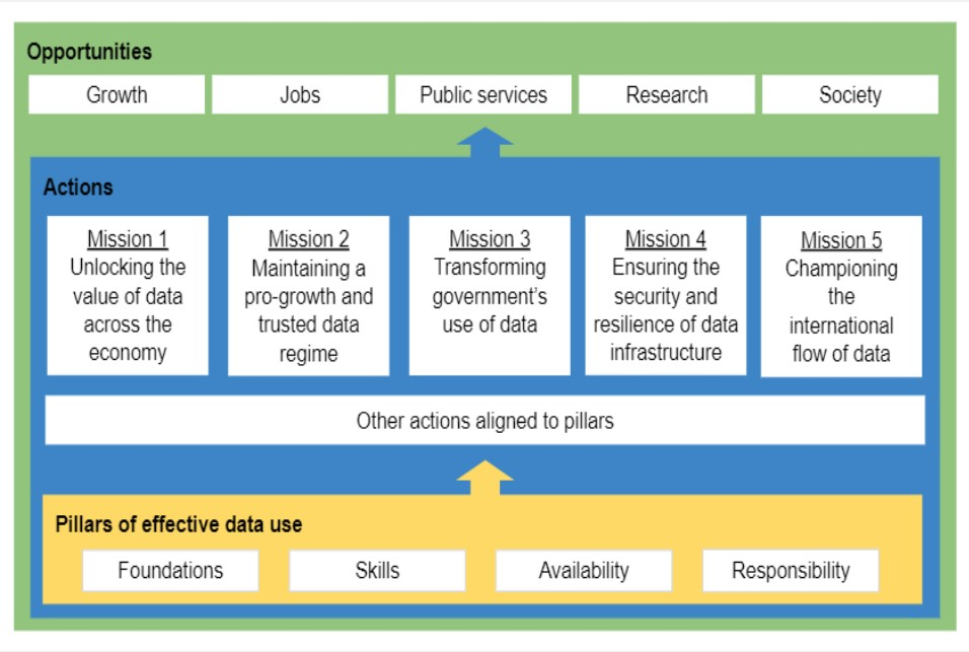 Opportunities
Growth
Jobs
Public services
Research
Society
Actions
Mission 1
Unlocking the
value of data
across the
economy
Mission 2
Maintaining a
pro-growth and
trusted data
regime
Mission 3
Transforming
government's
use of data
Mission 4
Ensuring the
security and
resilience of data
infrastructure
Mission 5
Championing
the
international
flow of data
Other actions aligned to pillars
Pillars of effective data use
Foundations
Skills
Availability
Responsibility